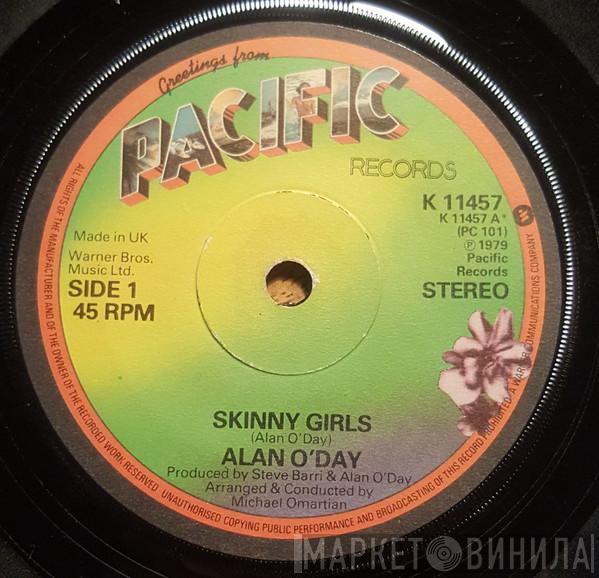 Greetings from
PACIFIC
RECORDS
K 11457
K 11457 A*
(PC 101)
℗ 1979
Pacific
Records
STEREO
Made in UK
Warner Bros.
Music Ltd.
SIDE 1
45 RPM
SKINNY GIRLS
(Alan O'Day)
ALAN O'DAY
Produced by Steve Barri & Alan O'Day
Arranged & Conducted by
Michael Omartian
ALL RIGHTS OF THE MANUFACTURER AND OF THE OWNER OF THE RECORDED WORK RESERVED UNAUTHORISED COPYING PUBLIC PERFORMANCE AND BROADCASTING OF THIS RECORD PROHIBITED A WARNER COMMUNICATIONS COMPANY
МАРКЕТ ВИНИЛА